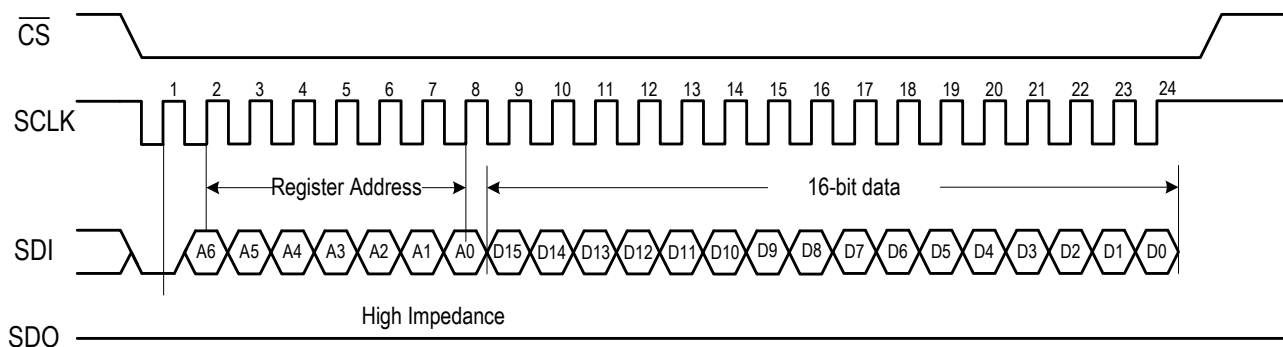 CS
1 2 3 4 5 6 7 8 9 10 11 12 13 14 15 16 17 18 19 20 21 22 23 24
SCLK
Register Address
16-bit data
SDI
A6 A5 A4 A3 A2 A1 A0 D15 D14 D13 D12 D11 D10 D9 D8 D7 D6 D5 D4 D3 D2 D1 D0
High Impedance
SDO